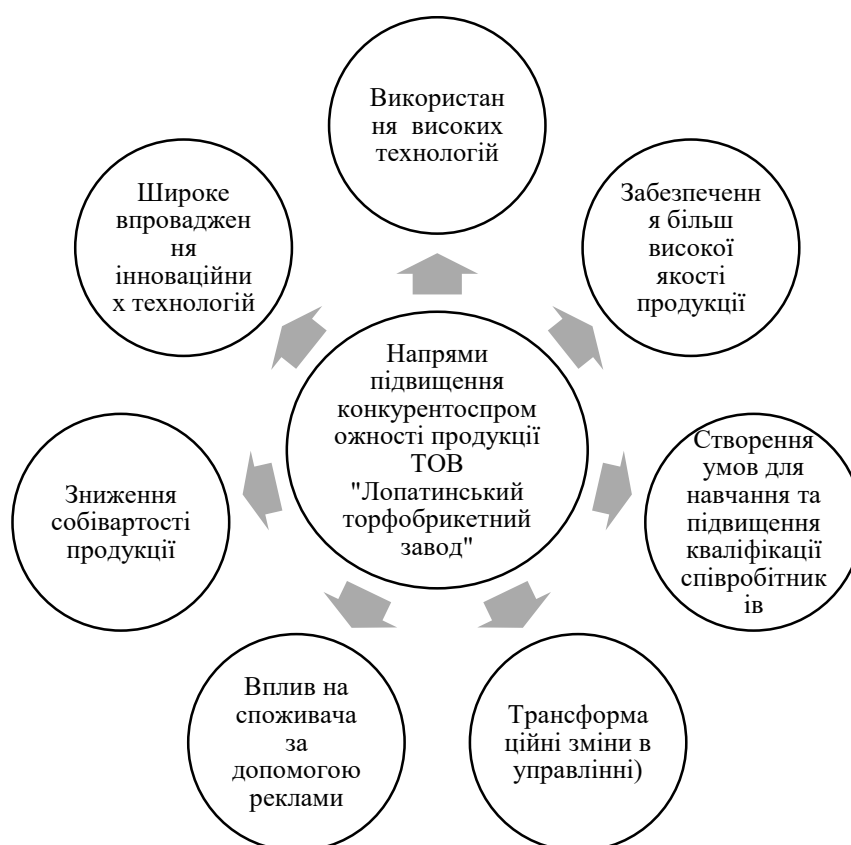 Використан
ня високих
технологій
Забезпеченн
я більш
високої
якості
продукції
Створення
умов для
навчання та
підвищення
кваліфікації
співробітник
ів
Трансформа
ційні зміни в
управлінні)
Вплив на
споживача
за
допомогою
реклами
Зниження
собівартості
продукції
Широке
впроваджен
ня
інноваційни
х технологій
Напрями
підвищення
конкурентоспром
ожності продукції
ТОВ
"Лопатинський
торфобрикетний
завод"